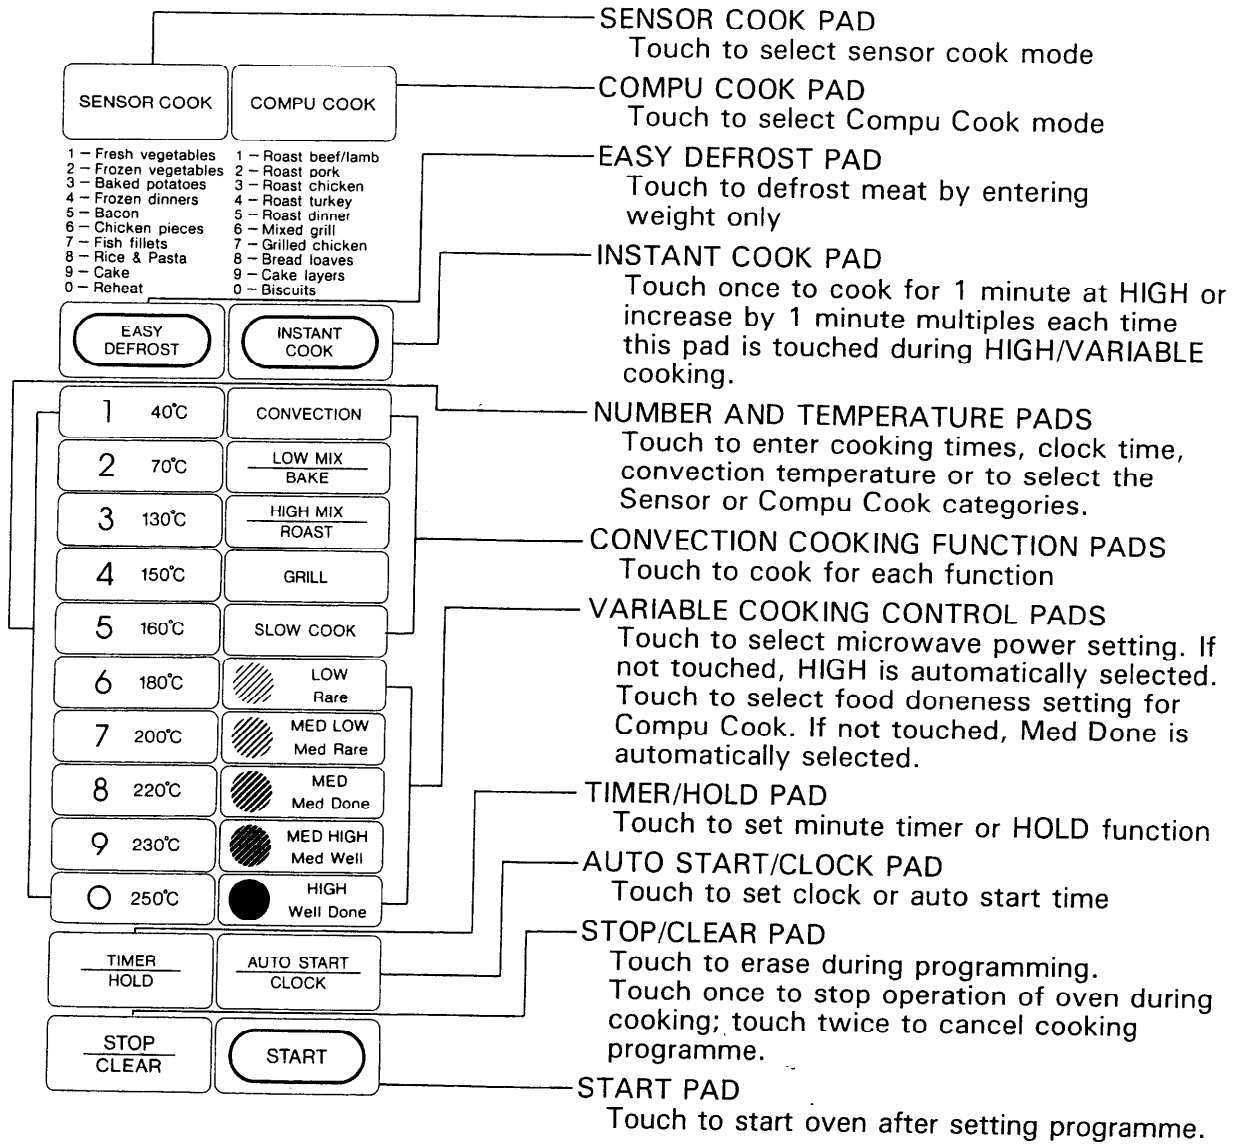 SENSOR COOK PAD
Touch to select sensor cook mode
COMPU COOK PAD
Touch to select Compu Cook mode
EASY DEFROST PAD
Touch to defrost meat by entering
weight only
INSTANT COOK PAD
Touch once to cook for 1 minute at HIGH or
increase by 1 minute multiples each time
this pad is touched during HIGH/VARIABLE
cooking.
NUMBER AND TEMPERATURE PADS
Touch to enter cooking times, clock time,
convection temperature or to select the
Sensor or Compu Cook categories.
CONVECTION COOKING FUNCTION PADS
Touch to cook for each function
VARIABLE COOKING CONTROL PADS
Touch to select microwave power setting. If
not touched, HIGH is automatically selected.
Touch to select food doneness setting for
Compu Cook. If not touched, Med Done is
automatically selected.
TIMER/HOLD PAD
Touch to set minute timer or HOLD function
AUTO START/CLOCK PAD
Touch to set clock or auto start time
STOP/CLEAR PAD
Touch to erase during programming.
Touch once to stop operation of oven during
cooking; touch twice to cancel cooking
programme.
START PAD
Touch to start oven after setting programme.
SENSOR COOK
1 – Fresh vegetables
2 – Frozen vegetables
3 – Baked potatoes
4 – Frozen dinners
5 – Bacon
6 – Chicken pieces
7 – Fish fillets
8 – Rice & Pasta
9 – Cake
0 – Reheat
COMPU COOK
1 – Roast beef/lamb
2 – Roast pork
3 – Roast chicken
4 – Roast turkey
5 – Roast dinner
6 – Mixed grill
7 – Grilled chicken
8 – Bread loaves
9 – Cake layers
0 – Biscuits
EASY
DEFROST
INSTANT
COOK
1 40°C
CONVECTION
2 70°C
LOW MIX
BAKE
3 130°C
HIGH MIX
ROAST
4 150°C
GRILL
5 160°C
SLOW COOK
6 180°C
LOW
Rare
7 200°C
MED LOW
Med Rare
8 220°C
MED
Med Done
9 230°C
MED HIGH
Med Well
0 250°C
HIGH
Well Done
TIMER
HOLD
AUTO START
CLOCK
STOP
CLEAR
START